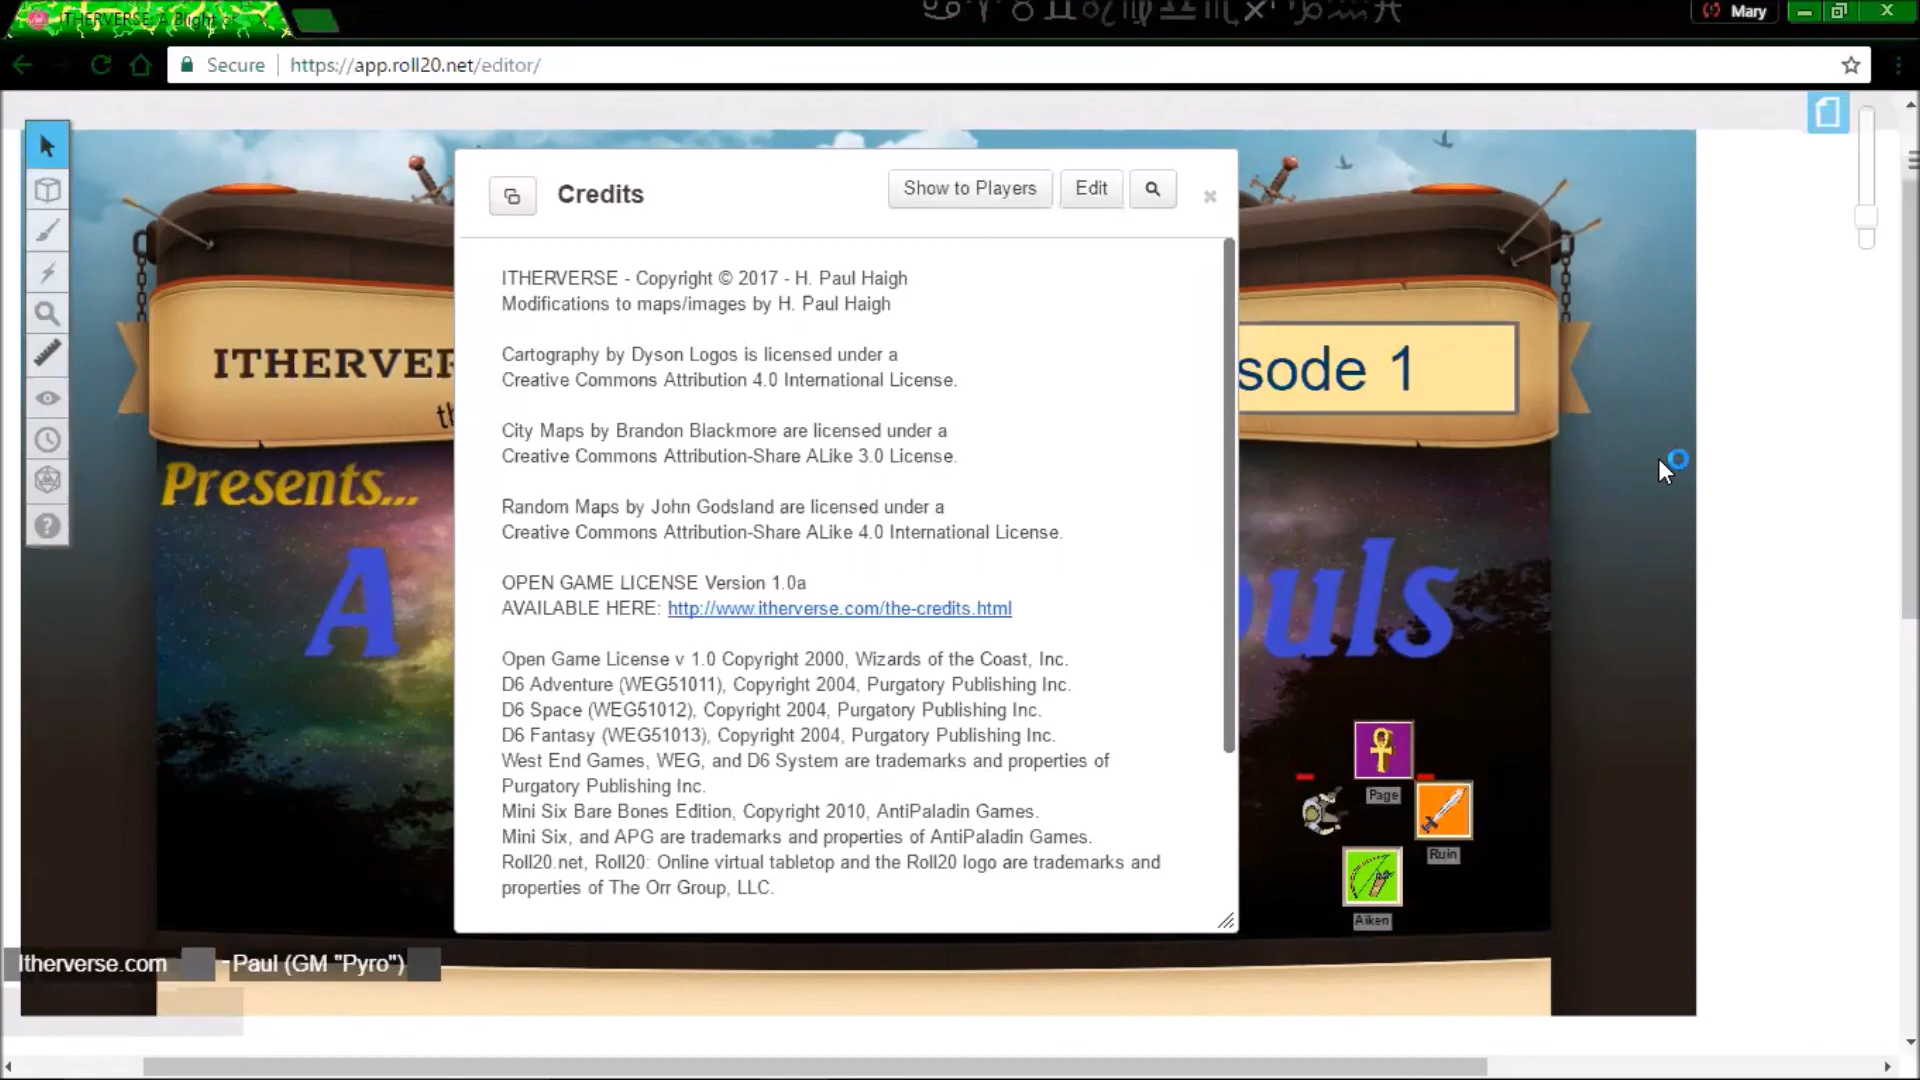 ITHERVERSE: A Blight of
Mary
Secure
https://app.roll20.net/editor/
Credits
Show to Players
Edit
ITHERVERSE - Copyright © 2017 - H. Paul Haigh
Modifications to maps/images by H. Paul Haigh
Cartography by Dyson Logos is licensed under a
Creative Commons Attribution 4.0 International License.
City Maps by Brandon Blackmore are licensed under a
Creative Commons Attribution-Share ALike 3.0 License.
Random Maps by John Godsland are licensed under a
Creative Commons Attribution-Share ALike 4.0 International License.
OPEN GAME LICENSE Version 1.0a
AVAILABLE HERE: http://www.itherverse.com/the-credits.html
Open Game License v 1.0 Copyright 2000, Wizards of the Coast, Inc.
D6 Adventure (WEG51011), Copyright 2004, Purgatory Publishing Inc.
D6 Space (WEG51012), Copyright 2004, Purgatory Publishing Inc.
D6 Fantasy (WEG51013), Copyright 2004, Purgatory Publishing Inc.
West End Games, WEG, and D6 System are trademarks and properties of
Purgatory Publishing Inc.
Mini Six Bare Bones Edition, Copyright 2010, AntiPaladin Games.
Mini Six, and APG are trademarks and properties of AntiPaladin Games.
Roll20.net, Roll20: Online virtual tabletop and the Roll20 logo are trademarks and
properties of The Orr Group, LLC.
ITHERVER
th
sode 1
Presents...
A
ouls
Page
Ruin
Aiken
Itherverse.com - Paul (GM "Pyro")